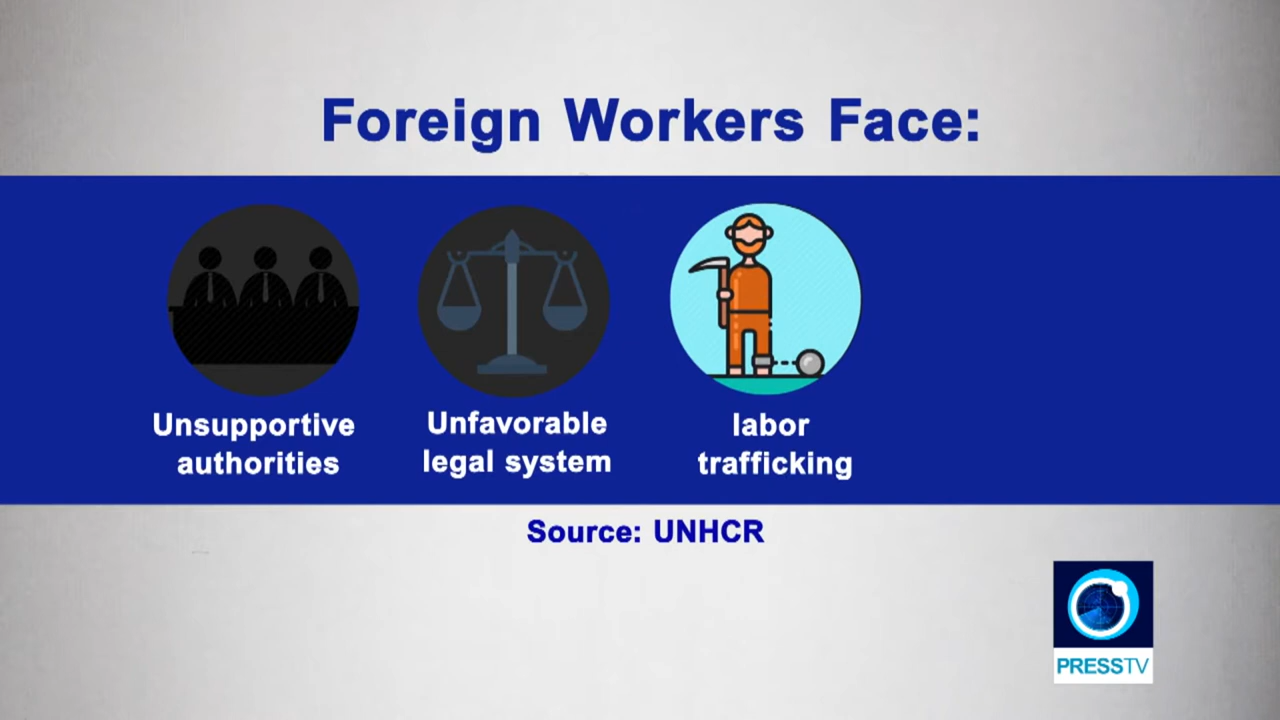 Foreign Workers Face:
Unsupportive
authorities
Unfavorable
legal system
labor
trafficking
Source: UNHCR
PRESSTV